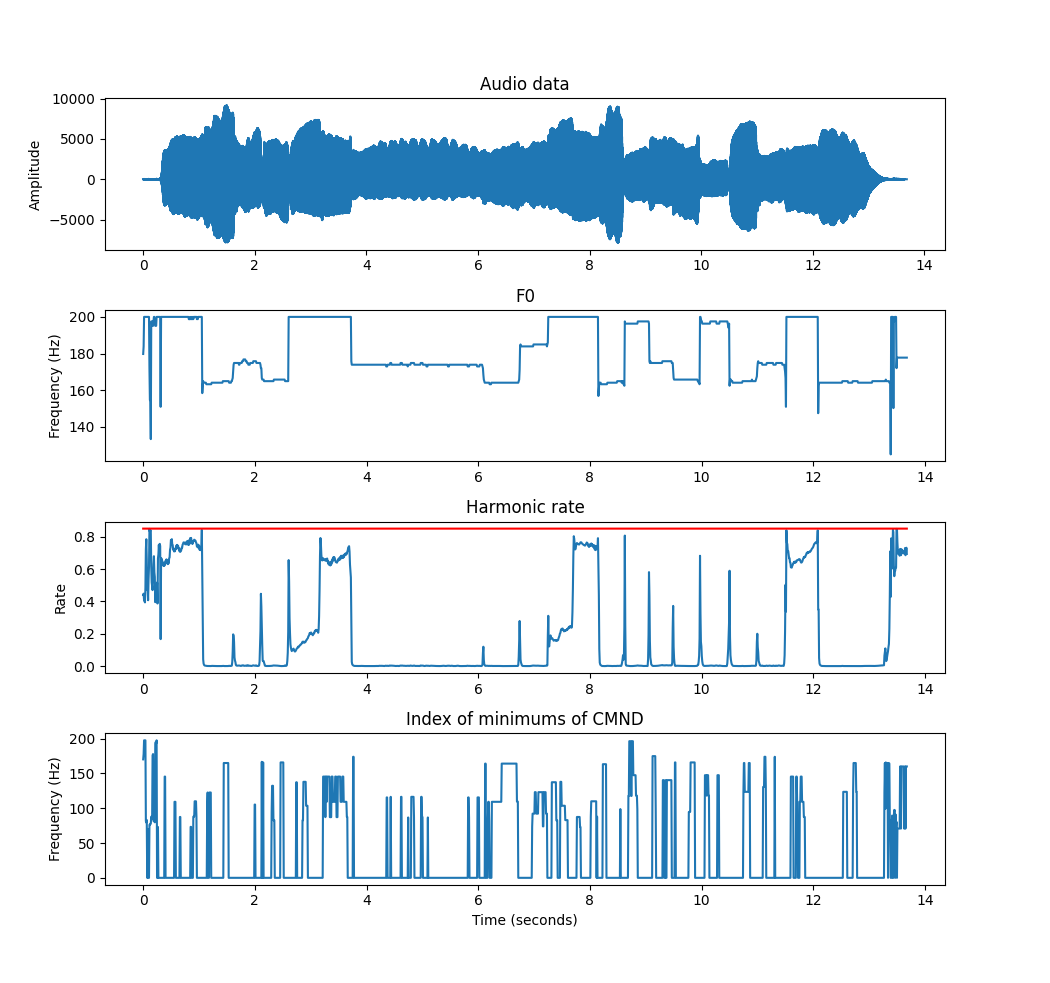 Audio data
Amplitude
10000
5000
0
−5000
0 2 4 6 8 10 12 14
F0
Frequency (Hz)
200
180
160
140
0 2 4 6 8 10 12 14
Harmonic rate
Rate
0.8
0.6
0.4
0.2
0.0
0 2 4 6 8 10 12 14
Index of minimums of CMND
Frequency (Hz)
200
150
100
50
0
0 2 4 6 8 10 12 14
Time (seconds)